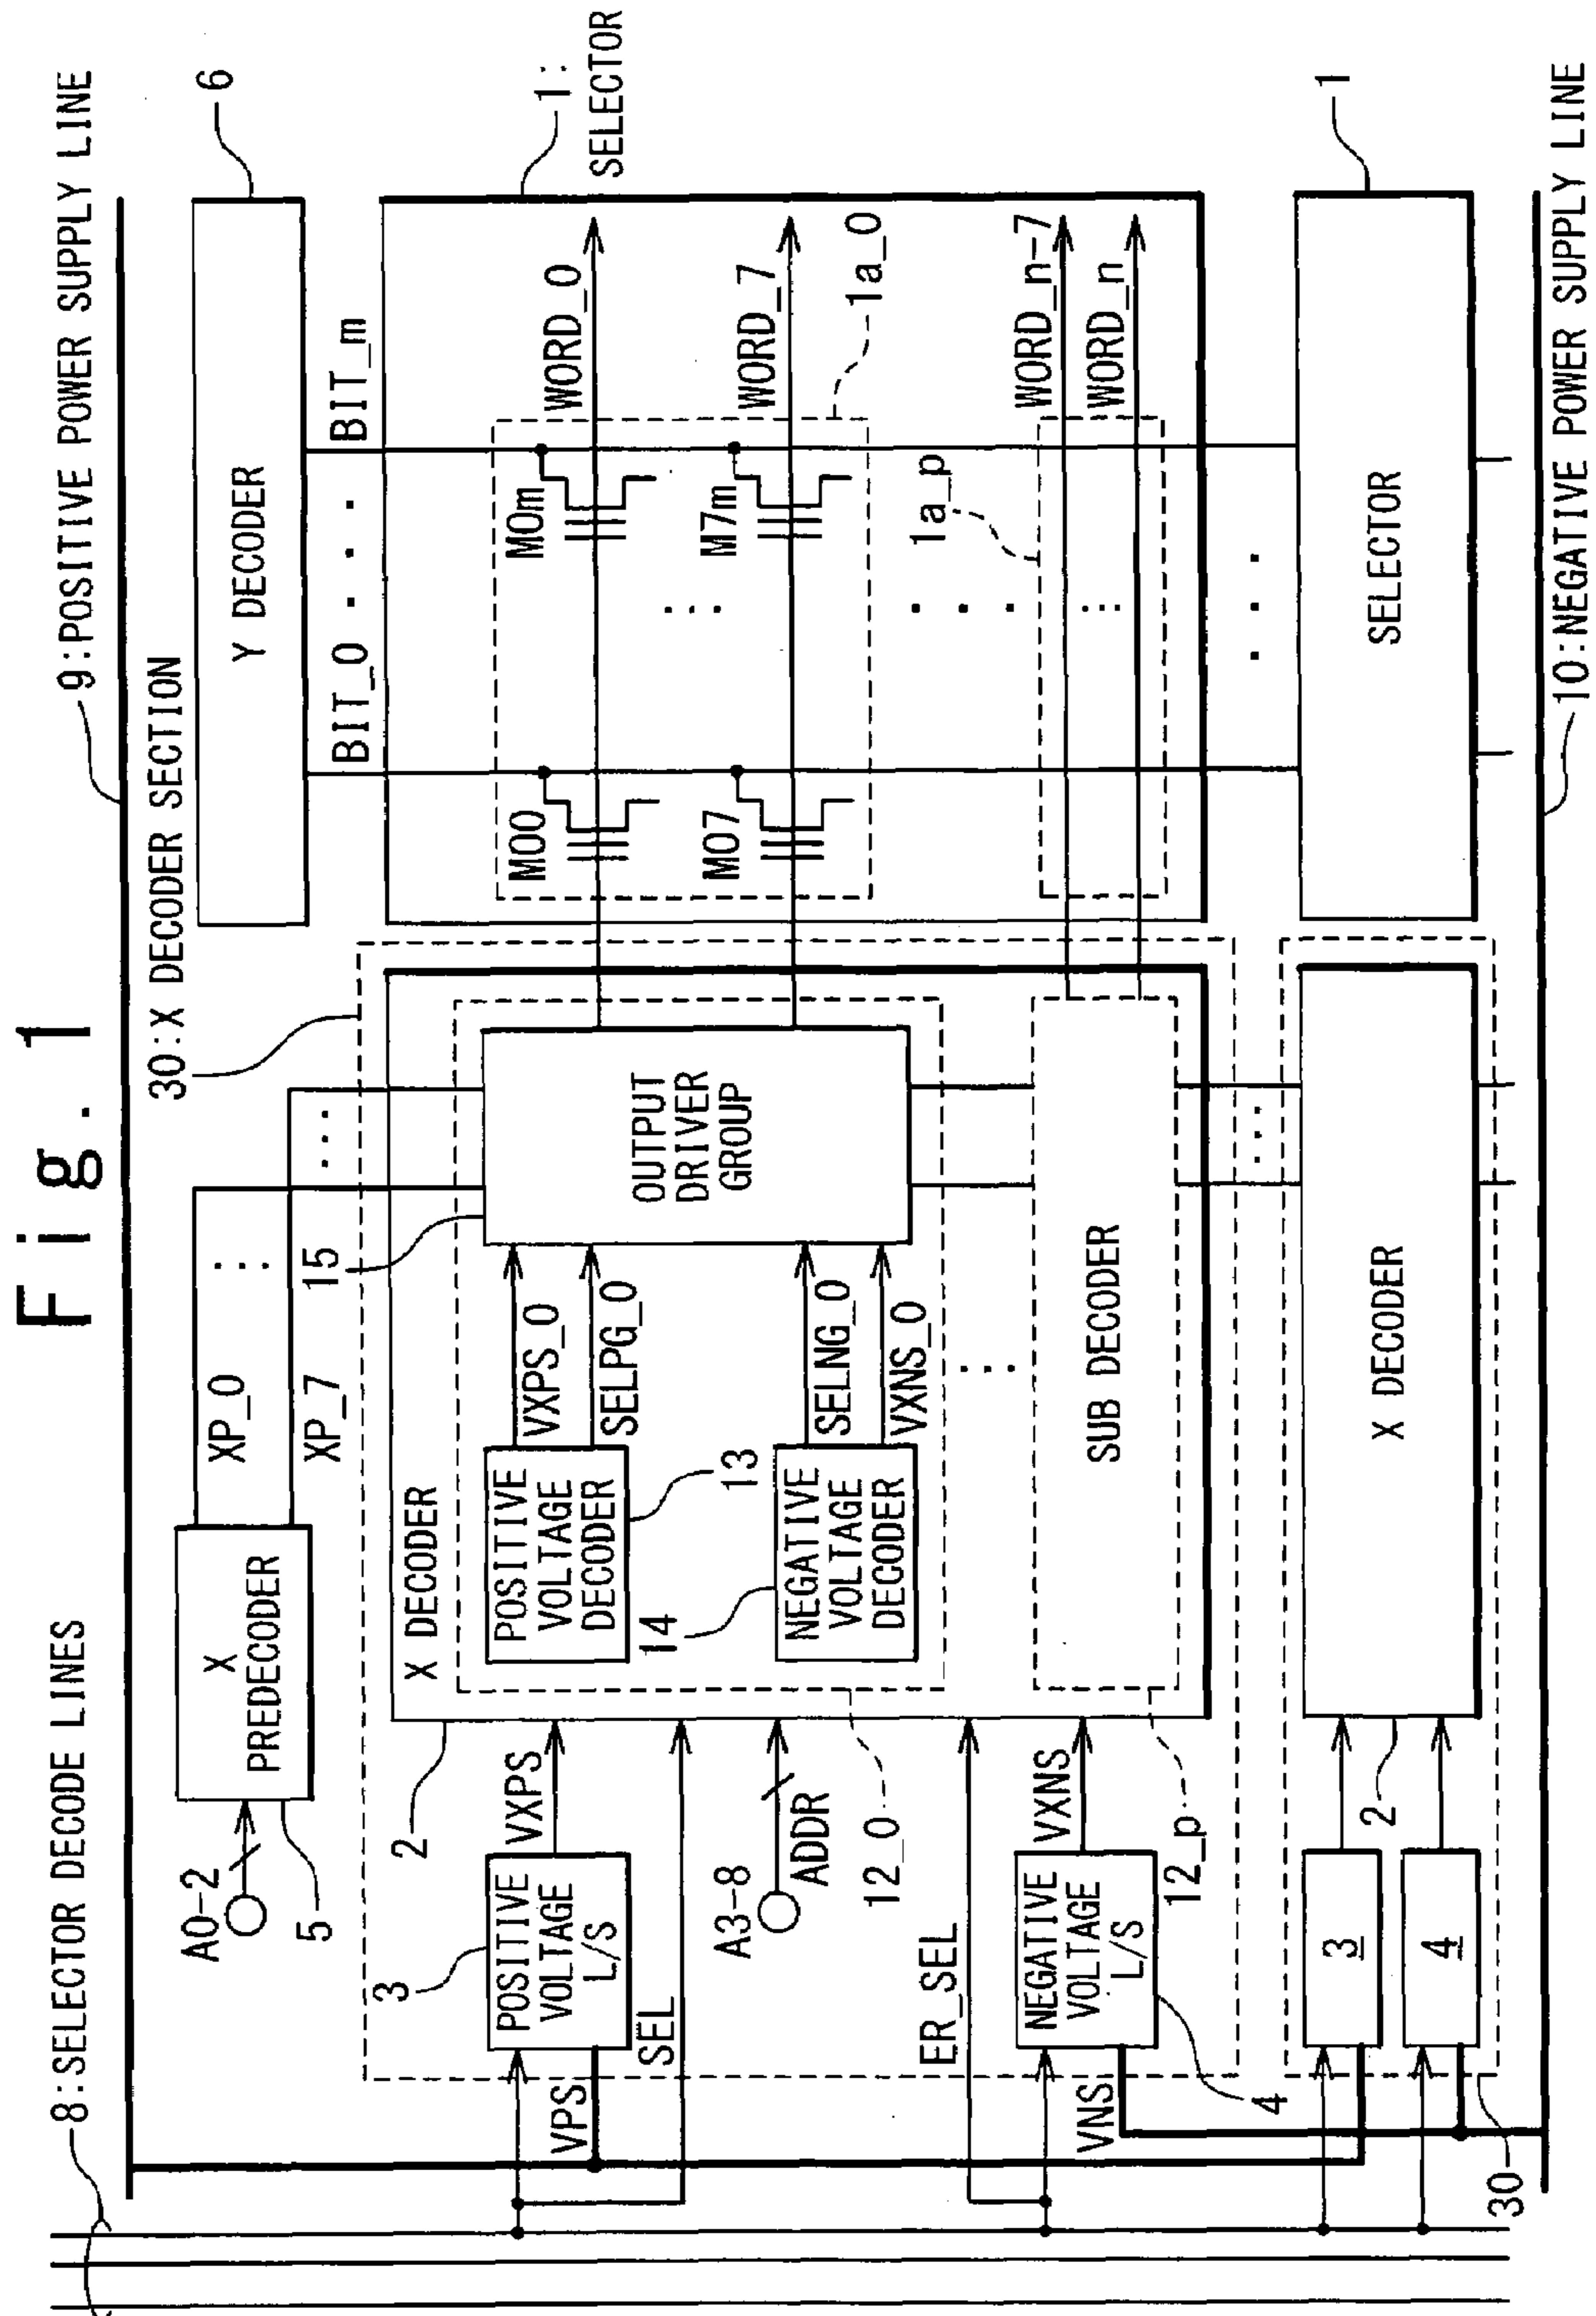 Fig. 1
8:SELECTOR DECODE LINES
9:POSITIVE POWER SUPPLY LINE
30:X DECODER SECTION
A0-2
5
X
PREDECODER
XP_0
⋮
XP_7
...
Y DECODER
6
BIT_0 · · · BIT_m
15
2
X DECODER
VPS
3
POSITIVE
VOLTAGE
L/S
VXPS
SEL
POSITIVE
VOLTAGE
DECODER
13
VXPS_0
SELPG_0
OUTPUT
DRIVER
GROUP
A3-8
ADDR
14
NEGATIVE
VOLTAGE
DECODER
SELNG_0
VXNS_0
12_0
ER_SEL
VNS
NEGATIVE
VOLTAGE
L/S
4
VXNS
12_p
...
SUB DECODER
M00
M0m
WORD_0
1:
SELECTOR
...
M07
M7m
WORD_7
1a_0
...
1a_p
WORD_n-7
...
WORD_n
...
...
30
3
4
2
X DECODER
SELECTOR
1
10:NEGATIVE POWER SUPPLY LINE